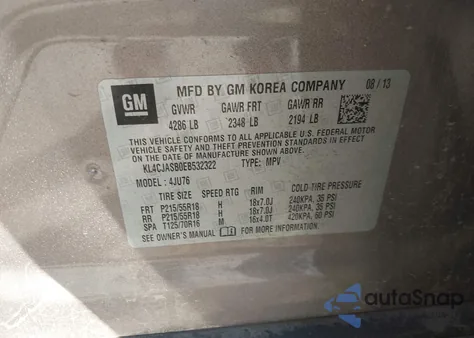 GM
MFD BY GM KOREA COMPANY
08 / 13
GVWR GAWR FRT GAWR RR
4286 LB 2348 LB 2194 LB
THIS VEHICLE CONFORMS TO ALL APPLICABLE U.S. FEDERAL MOTOR
VEHICLE SAFETY, BUMPER, AND THEFT PREVENTION STANDARDS
IN EFFECT ON THE DATE OF MANUFACTURE SHOWN ABOVE.
KL4CJASB0EB532322 TYPE: MPV
MODEL: 4JU76
TIRE SIZE SPEED RTG RIM COLD TIRE PRESSURE
FRT P215/55R18 H 18x7.0J 240KPA, 35 PSI
RR P215/55R18 H 18x7.0J 240KPA, 35 PSI
SPA T125/70R16 M 16x4.0T 420KPA, 60 PSI
SEE OWNER'S MANUAL FOR MORE INFORMATION.
autoSnap